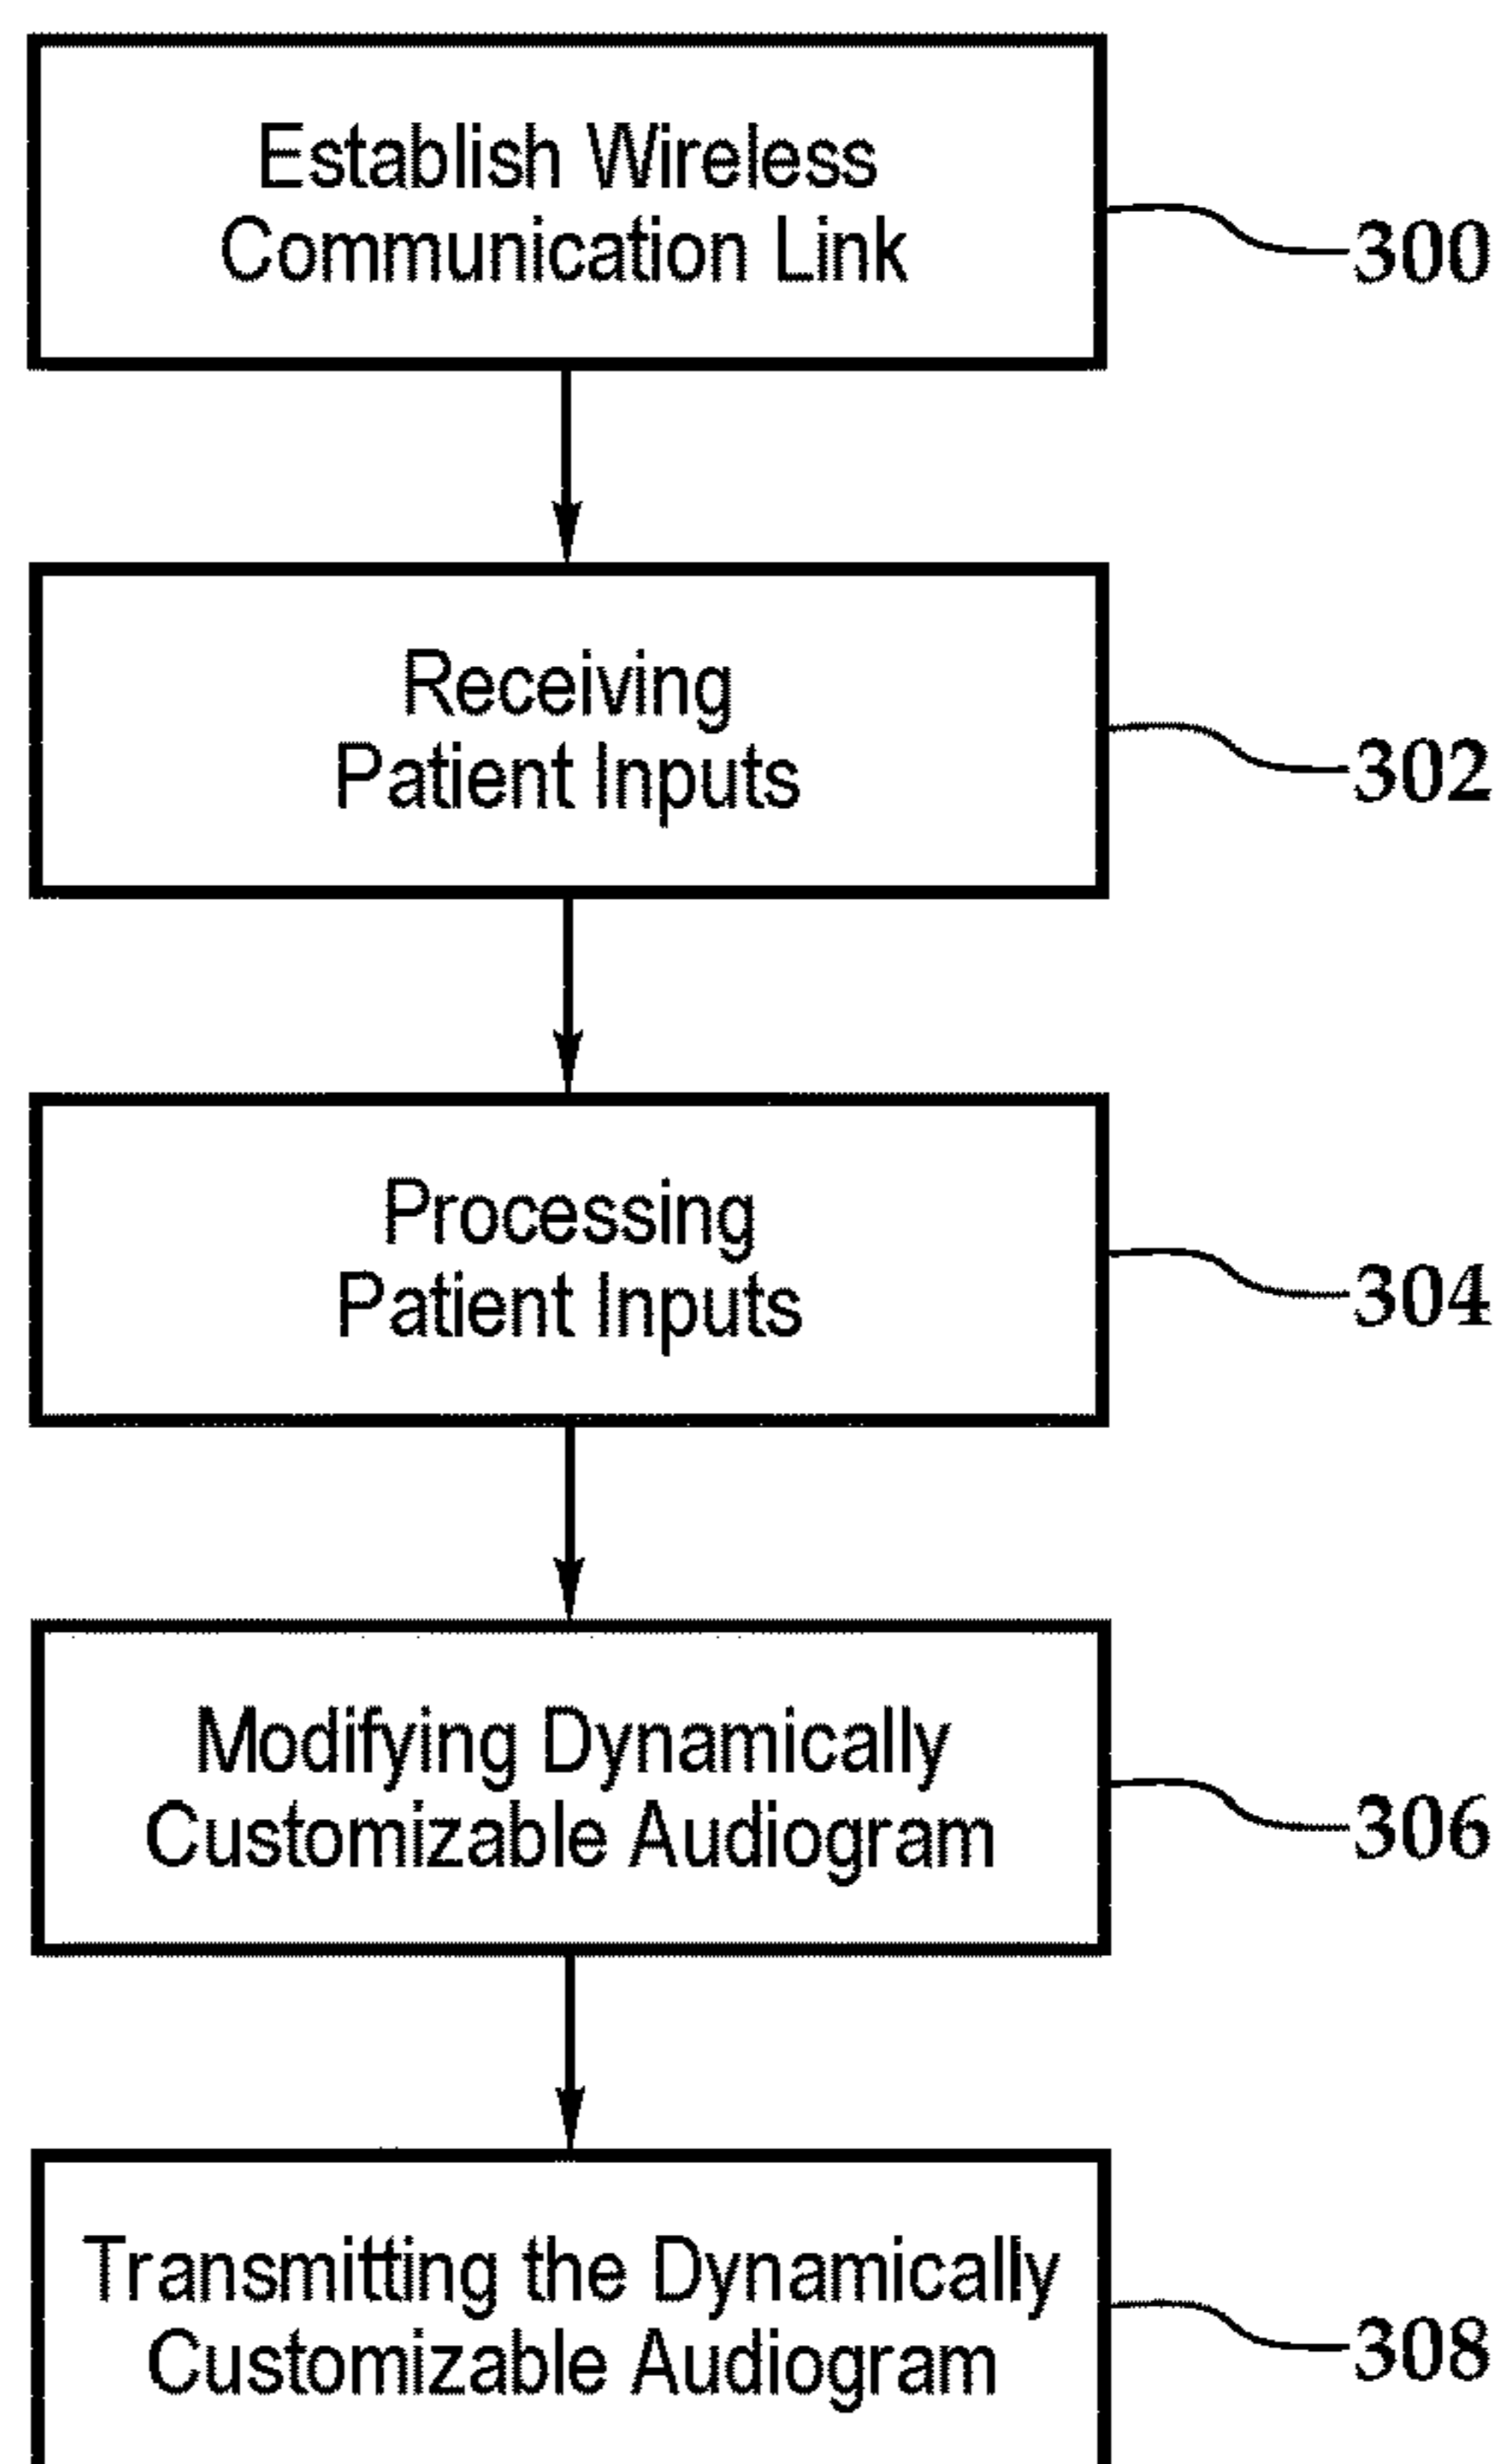 Establish Wireless
Communication Link
300
Receiving
Patient Inputs
302
Processing
Patient Inputs
304
Modifying Dynamically
Customizable Audiogram
306
Transmitting the Dynamically
Customizable Audiogram
308